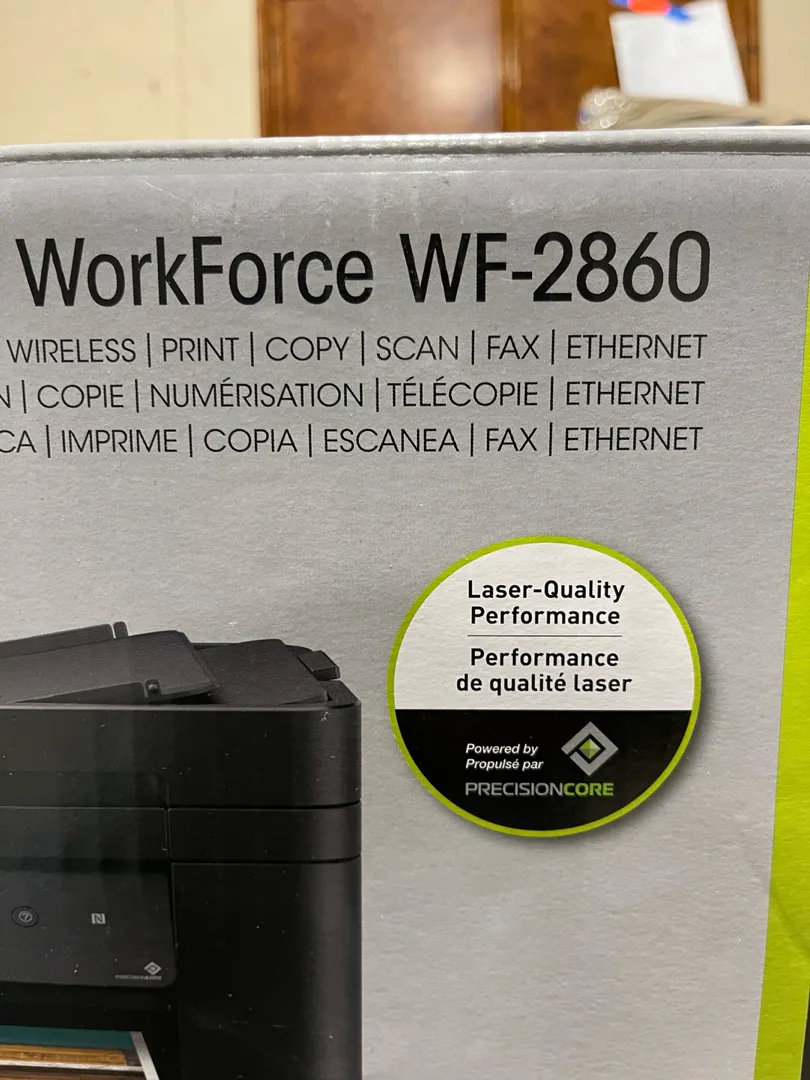 WorkForce WF-2860
WIRELESS | PRINT | COPY | SCAN | FAX | ETHERNET
N | COPIE | NUMÉRISATION | TÉLÉCOPIE | ETHERNET
CA | IMPRIME | COPIA | ESCANEA | FAX | ETHERNET
Laser-Quality
Performance
Performance
de qualité laser
Powered by
Propulsé par
PRECISIONCORE
?
N
PRECISIONCORE